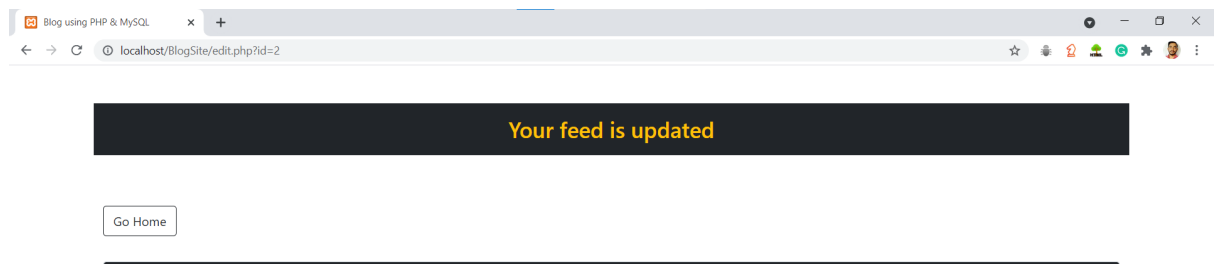 Blog using PHP & MySQL
localhost/BlogSite/edit.php?id=2
Your feed is updated
Go Home